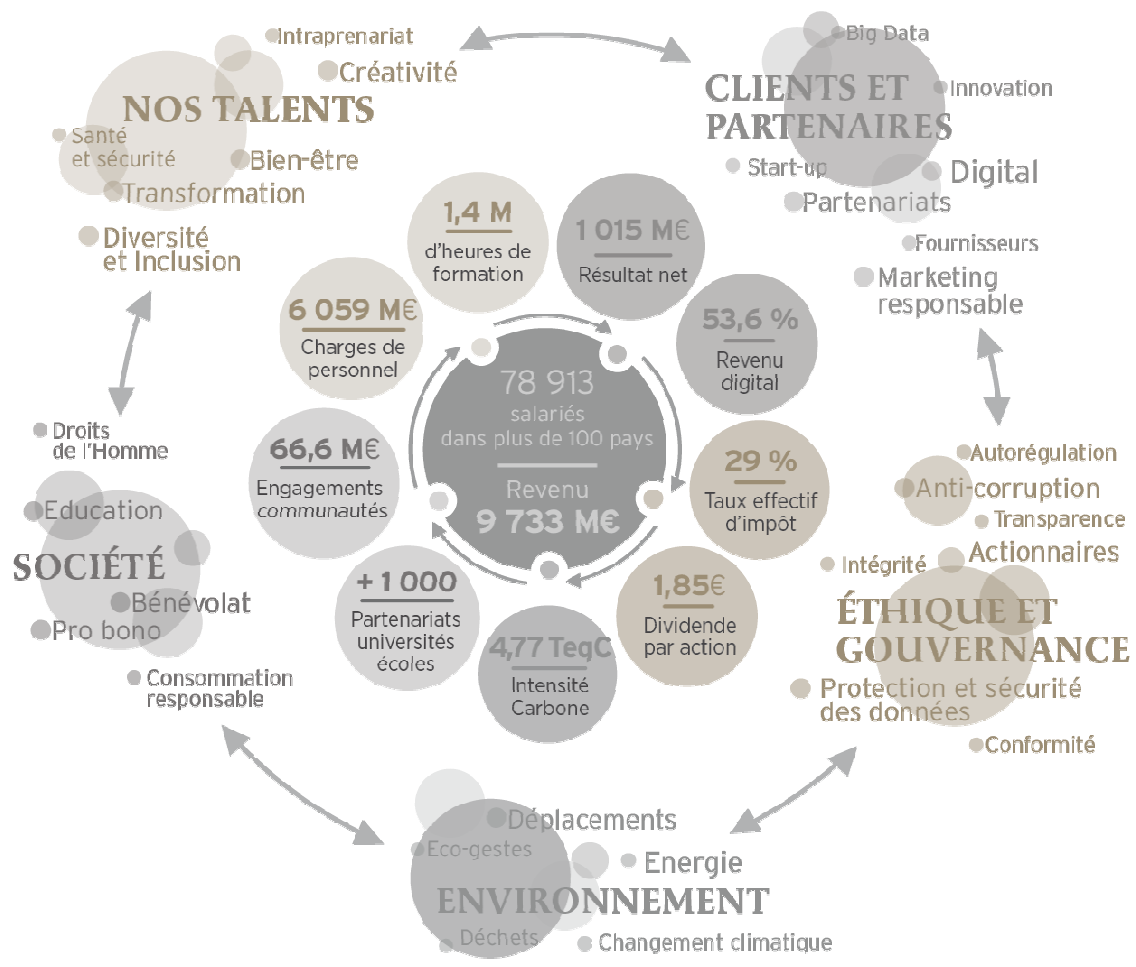 Intraprenariat
Créativité
NOS TALENTS
Santé
et sécurité
Bien-être
Transformation
Diversité
et Inclusion
Big Data
CLIENTS ET
PARTENAIRES
Innovation
Start-up
Digital
Partenariats
Fournisseurs
Marketing
responsable
1,4 M
d'heures de
formation
1 015 M€
Résultat net
6 059 M€
Charges de
personnel
53,6 %
Revenu
digital
78 913
salariés
dans plus de 100 pays
Revenu
9 733 M€
66,6 M€
Engagements
communautés
29 %
Taux effectif
d'impôt
+ 1 000
Partenariats
universités
écoles
4,77 TeqC
Intensité
Carbone
1,85€
Dividende
par action
Droits
de l'Homme
Education
SOCIÉTÉ
Bénévolat
Pro bono
Consommation
responsable
Autorégulation
Anti-corruption
Transparence
Actionnaires
Intégrité
ÉTHIQUE ET
GOUVERNANCE
Protection et sécurité
des données
Conformité
Déplacements
Eco-gestes
Energie
ENVIRONNEMENT
Déchets
Changement climatique